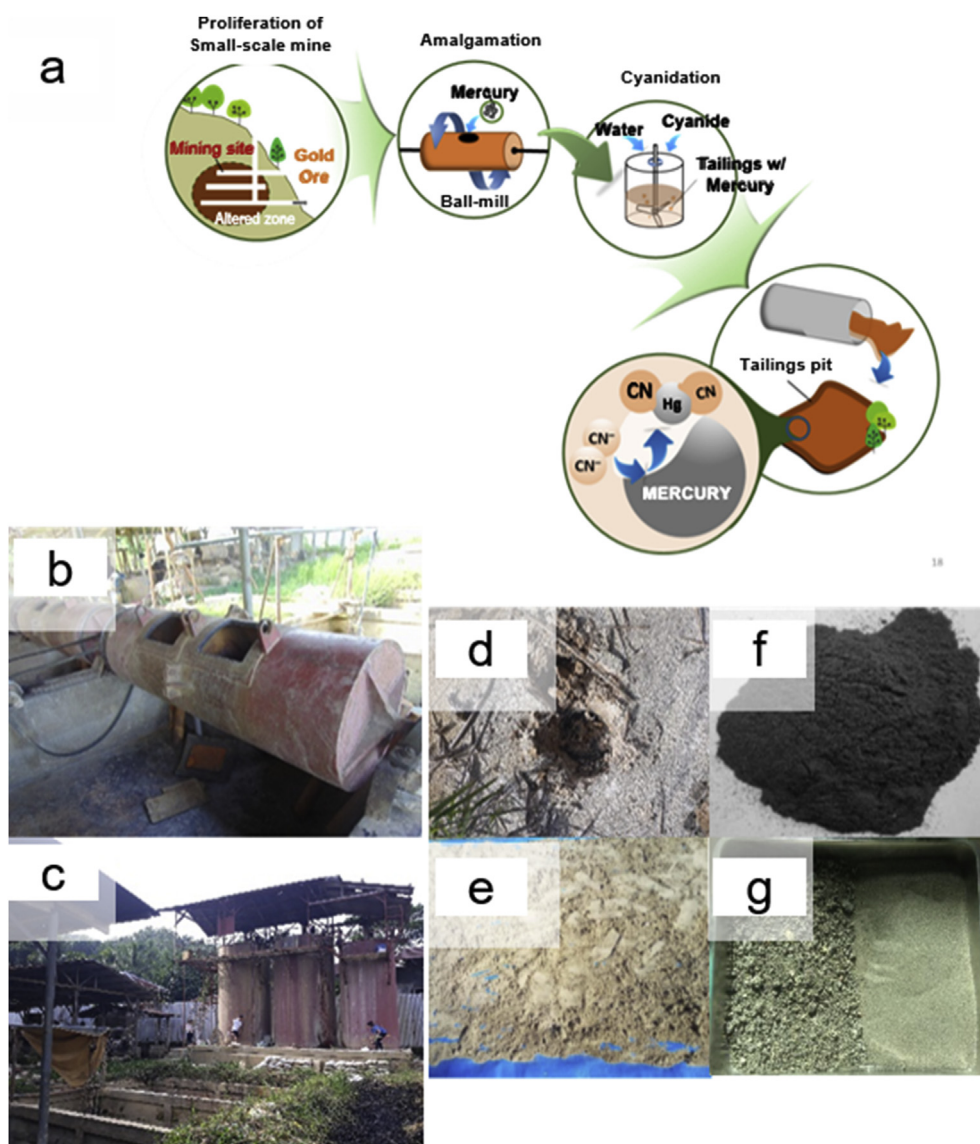 a
Proliferation of
Small-scale mine
Mining site
Gold
Ore
Altered zone
Amalgamation
Mercury
Ball-mill
Cyanidation
Water
Cyanide
Tailings w/
Mercury
Tailings pit
CN
Hg
CN
CN⁻
CN⁻
MERCURY
18
b
c
d
e
f
g